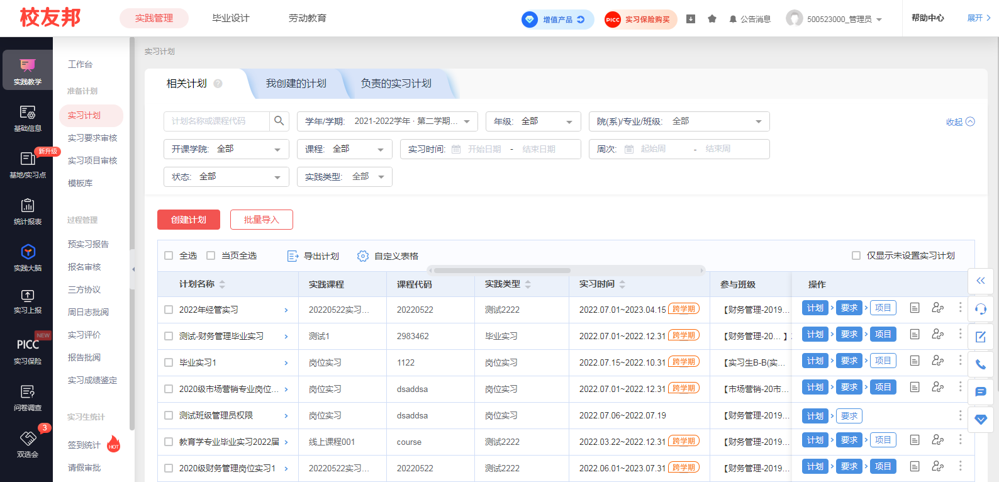 校友邦
实践管理 毕业设计 劳动教育 增值产品 PICC 实习保险购买 公告消息 500523000_管理员 帮助中心 展开
实践教学
基础信息
新升级
基地/实习点
统计报表
实践大脑
实习上报
NEW
PICC
实习保险
问卷调查
3
双选会
工作台
准备计划
实习计划
实习要求审核
实习项目审核
模板库
过程管理
预实习报告
报名审核
三方协议
周日志批阅
实习评价
报告批阅
实习成绩鉴定
实习生统计
签到统计 HOT
请假审批
实习计划
相关计划 ? 我创建的计划 负责的实习计划
计划名称或课程代码 学年/学期: 2021-2022学年 · 第二学期... 年级: 全部 院(系)/专业/班级: 全部 收起
开课学院: 全部 课程: 全部 实习时间: 开始日期 - 结束日期 周次: 起始周 - 结束周
状态: 全部 实践类型: 全部
创建计划 批量导入
全选 当页全选 导出计划 自定义表格 仅显示未设置实习计划
计划名称 实践课程 课程代码 实践类型 实习时间 参与班级 操作
2022年经管实习 20220522实习... 20220522 测试2222 2022.07.01~2023.04.15 跨学期 【财务管理-2019... 计划 要求 项目
测试-财务管理毕业实习 测试1 2983462 毕业实习 2022.07.01~2022.12.31 跨学期 【财务管理-20... 】 计划 要求 项目
毕业实习1 岗位实习 1122 岗位实习 2022.07.15~2022.10.31 跨学期 【实习生B-B(实... 计划 要求 项目
2020级市场营销专业岗位... 岗位实习 dsaddsa 岗位实习 2022.07.01~2022.12.31 跨学期 【市场营销-20市... 计划 要求 项目
测试班级管理员权限 岗位实习 dsaddsa 岗位实习 2022.07.06~2022.07.19 【财务管理-2019... 计划 要求
教育学专业毕业实习2022届 线上课程001 course 测试2222 2022.03.22~2022.12.31 跨学期 【财务管理-2019... 计划 要求 项目
2020级财务管理岗位实习1 20220522实习... 20220522 测试2222 2022.06.01~2023.07.31 跨学期 【财务管理-2019... 计划 要求 项目